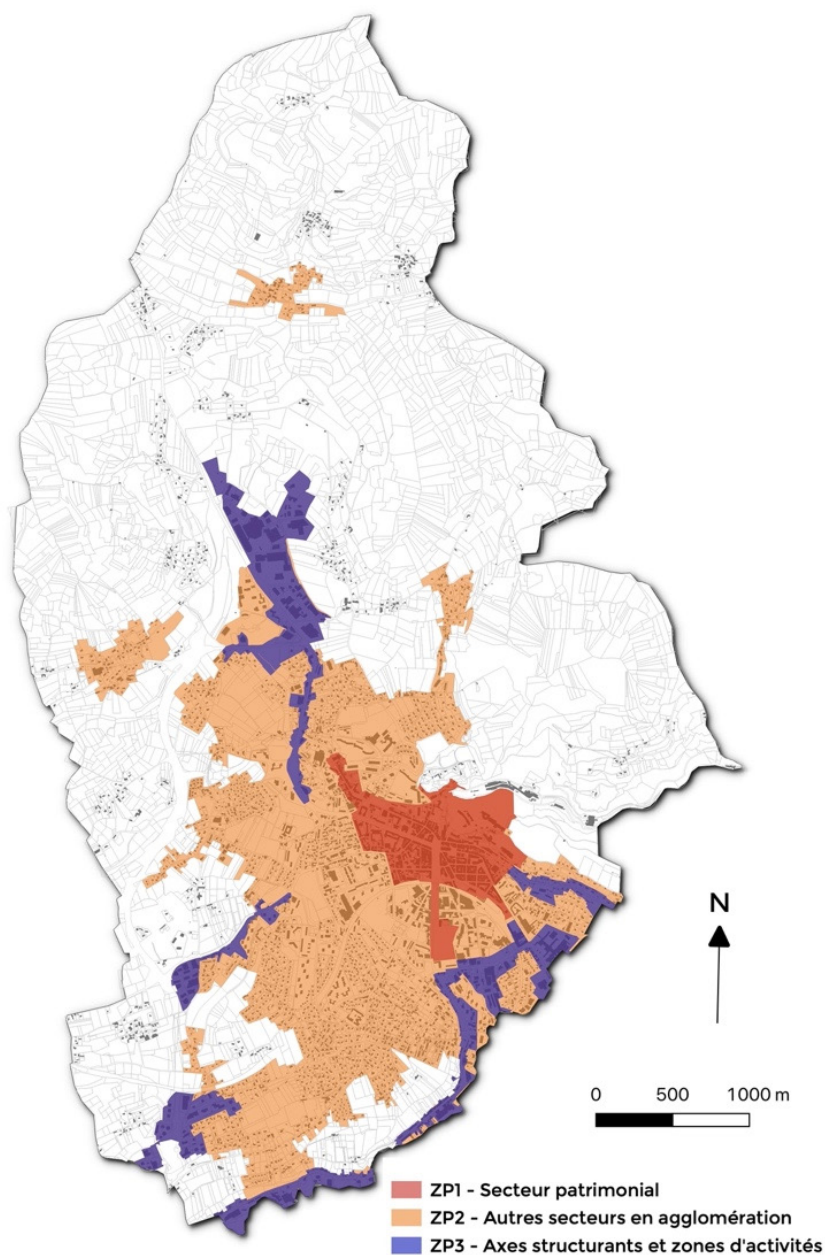 N
0 500 1000 m
ZP1 - Secteur patrimonial
ZP2 - Autres secteurs en agglomération
ZP3 - Axes structurants et zones d'activités